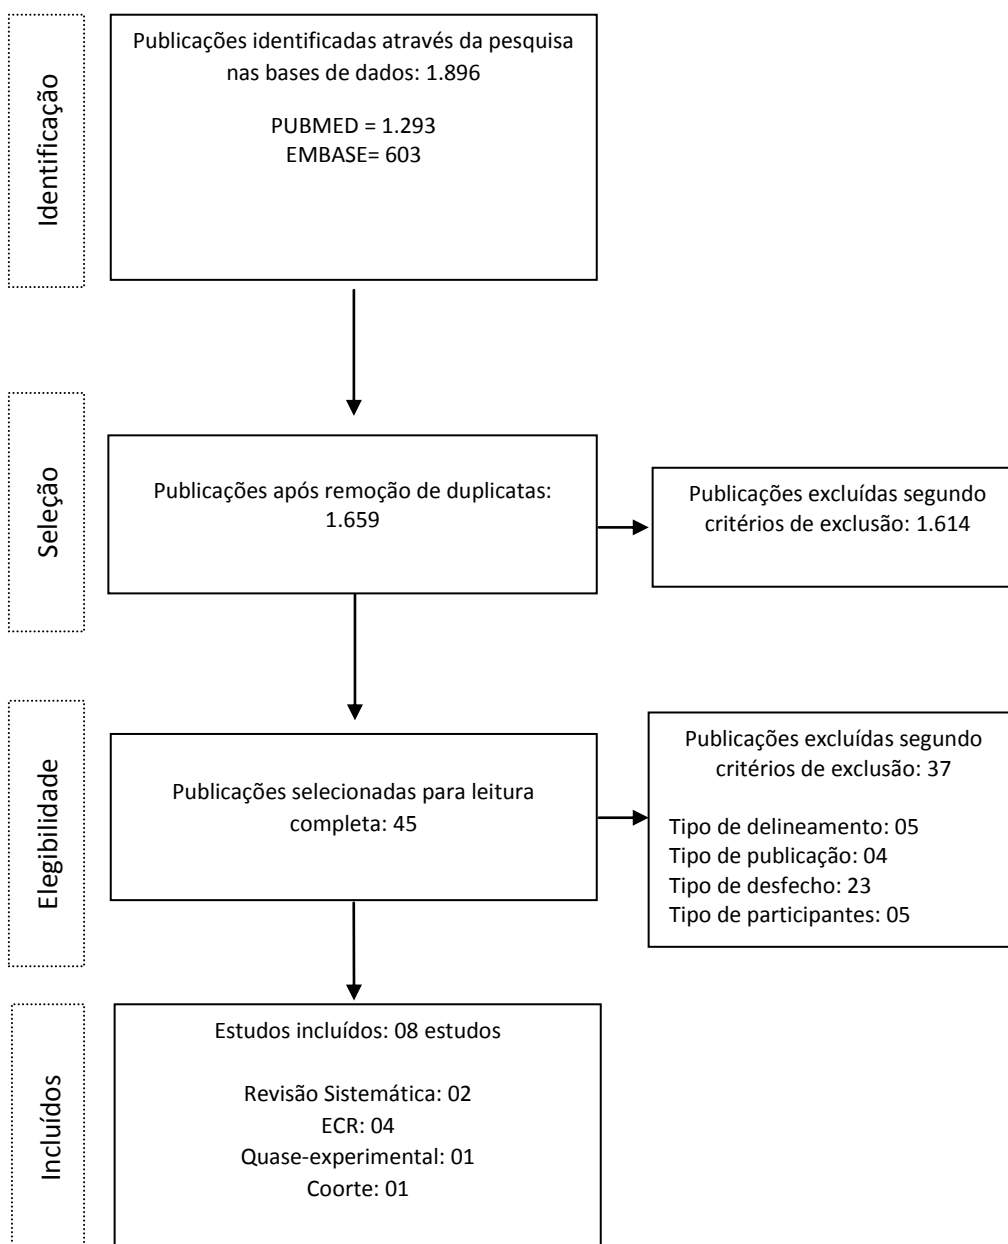 Identificação
Publicações identificadas através da pesquisa
nas bases de dados: 1.896
PUBMED = 1.293
EMBASE= 603
Seleção
Publicações após remoção de duplicatas:
1.659
Publicações excluídas segundo
critérios de exclusão: 1.614
Elegibilidade
Publicações selecionadas para leitura
completa: 45
Publicações excluídas segundo
critérios de exclusão: 37
Tipo de delineamento: 05
Tipo de publicação: 04
Tipo de desfecho: 23
Tipo de participantes: 05
Incluídos
Estudos incluídos: 08 estudos
Revisão Sistemática: 02
ECR: 04
Quase-experimental: 01
Coorte: 01